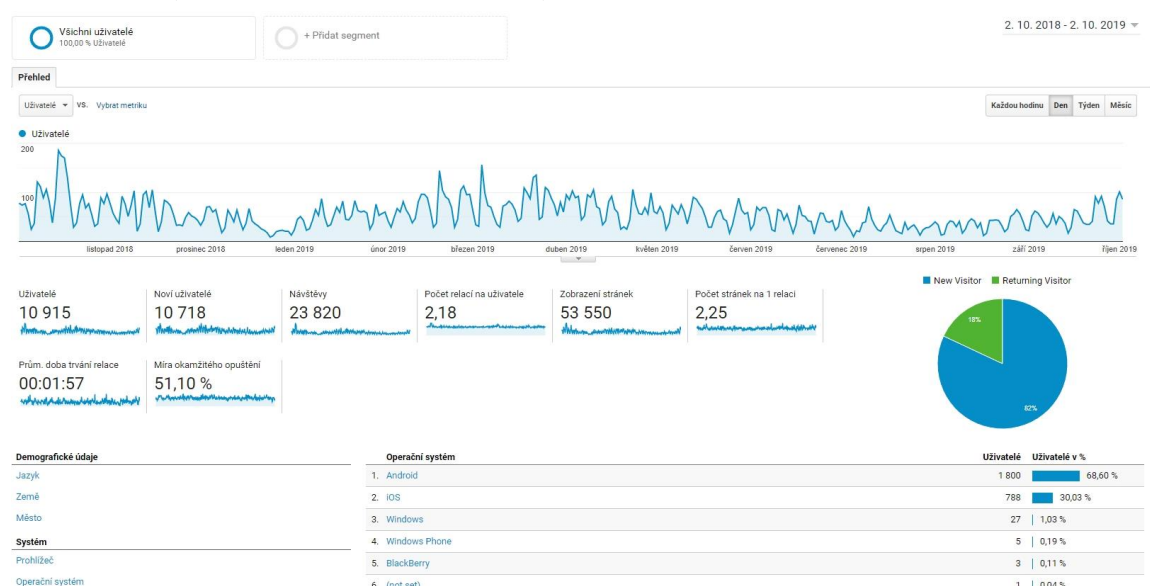 Všichni uživatelé
100,00 % Uživatelé
+ Přidat segment
2. 10. 2018 - 2. 10. 2019
Přehled
Uživatelé VS. Vybrat metriku
Každou hodinu Den Týden Měsíc
Uživatelé
200
100
listopad 2018 prosinec 2018 leden 2019 únor 2019 březen 2019 duben 2019 květen 2019 červen 2019 červenec 2019 srpen 2019 září 2019 říjen 2019
New Visitor Returning Visitor
Uživatelé Noví uživatelé Návštěvy Počet relací na uživatele Zobrazení stránek Počet stránek na 1 relaci
10 915 10 718 23 820 2,18 53 550 2,25
18%
82%
Prům. doba trvání relace Míra okamžitého opuštění
00:01:57 51,10 %
Demografické údaje
Jazyk
Země
Město
Systém
Prohlížeč
Operační systém
Operační systém Uživatelé Uživatelé v %
1. Android 1 800 68,60 %
2. iOS 788 30,03 %
3. Windows 27 1,03 %
4. Windows Phone 5 0,19 %
5. BlackBerry 3 0,11 %
6. (not set) 1 0,04 %